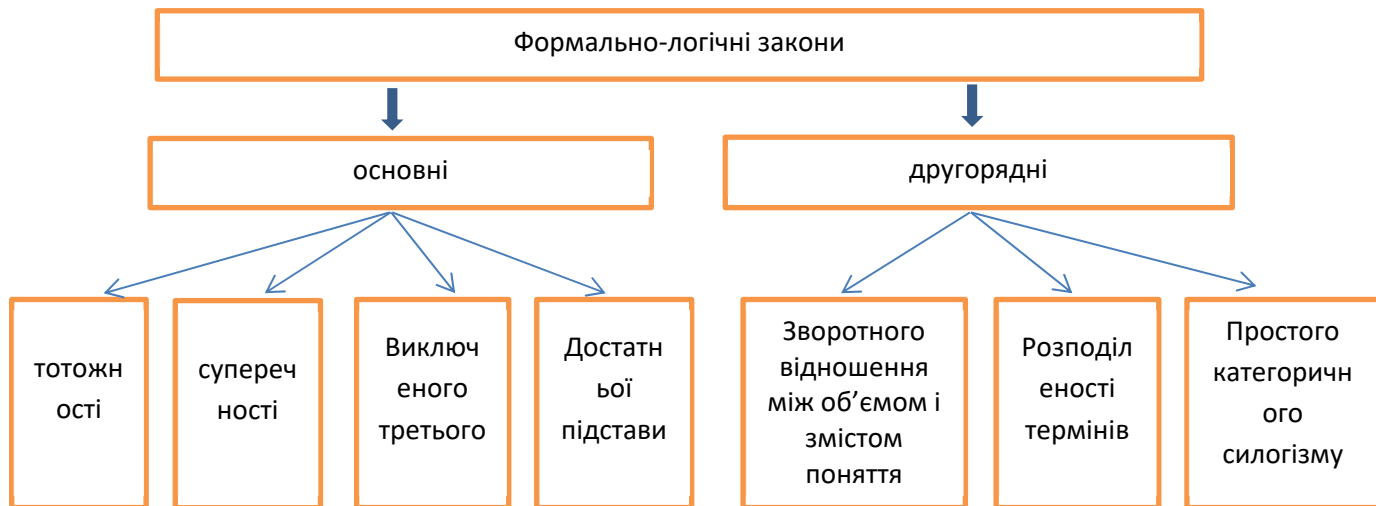 Формально-логічні закони
основні
другорядні
тотожн
ості
супереч
ності
Виключ
еного
третього
Достатн
ьої
підстави
Зворотного
відношення
між об’ємом і
змістом
поняття
Розподіл
еності
термінів
Простого
категоричн
ого
силогізму